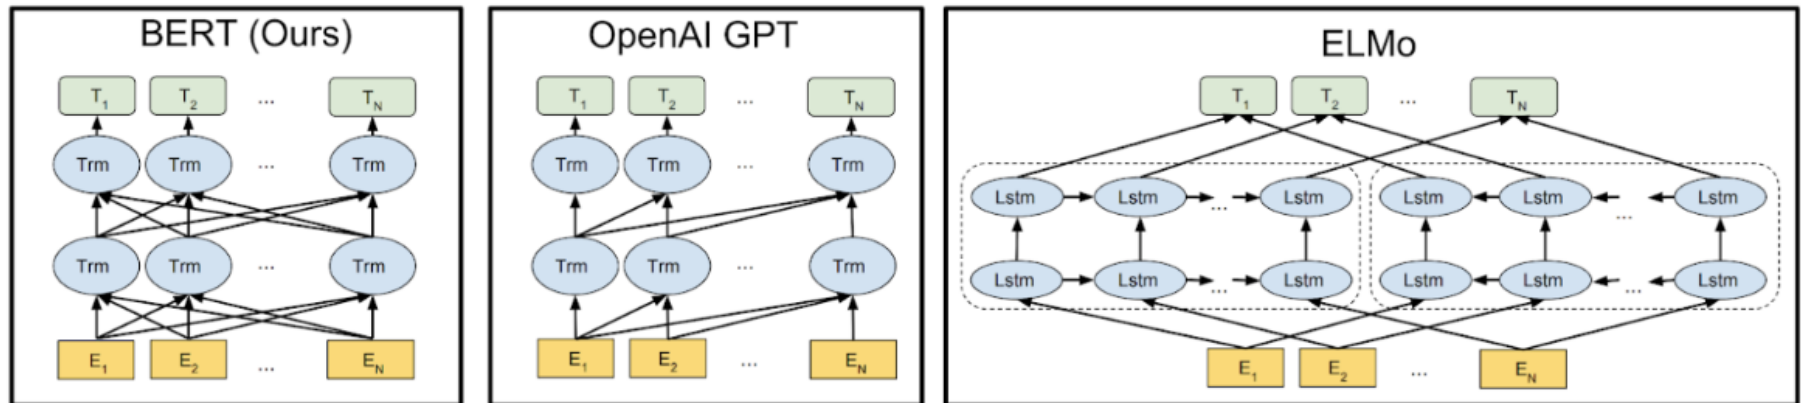 BERT (Ours)
T1 T2 ... TN
Trm Trm ... Trm
Trm Trm ... Trm
E1 E2 ... EN
OpenAI GPT
T1 T2 ... TN
Trm Trm ... Trm
Trm Trm ... Trm
E1 E2 ... EN
ELMo
T1 T2 ... TN
Lstm Lstm ... Lstm Lstm Lstm ... Lstm
Lstm Lstm ... Lstm Lstm Lstm ... Lstm
E1 E2 ... EN